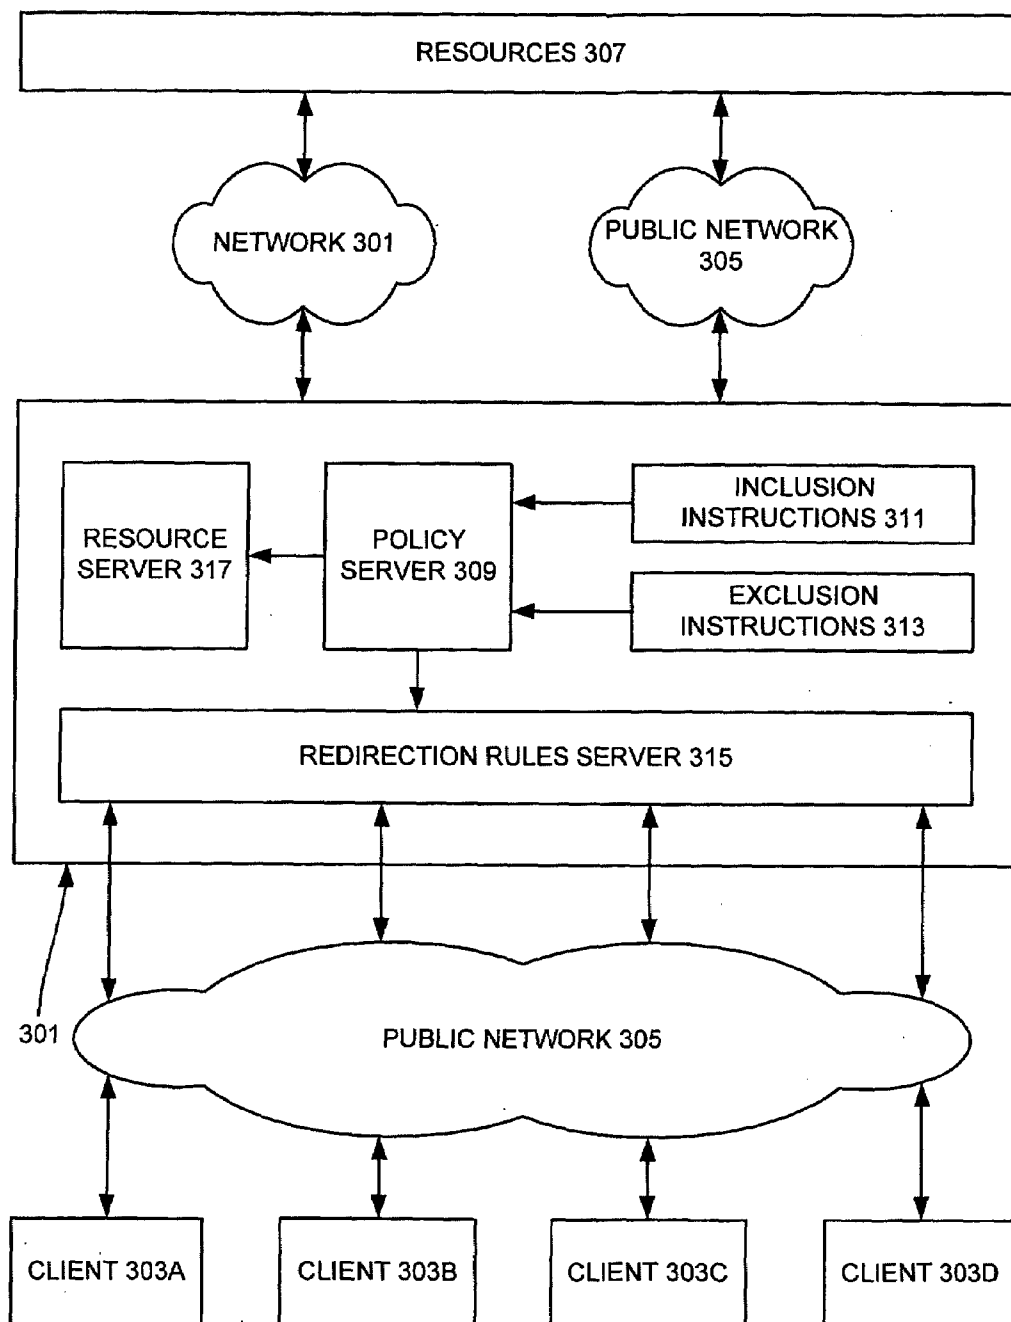 RESOURCES 307
NETWORK 301
PUBLIC NETWORK
305
RESOURCE
SERVER 317
POLICY
SERVER 309
INCLUSION
INSTRUCTIONS 311
EXCLUSION
INSTRUCTIONS 313
REDIRECTION RULES SERVER 315
301
PUBLIC NETWORK 305
CLIENT 303A
CLIENT 303B
CLIENT 303C
CLIENT 303D